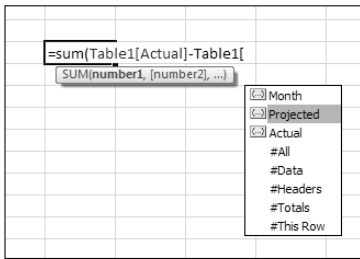 =sum(Table1[Actual]-Table1[
SUM(number1, [number2], ...)
Month
Projected
Actual
#All
#Data
#Headers
#Totals
#This Row